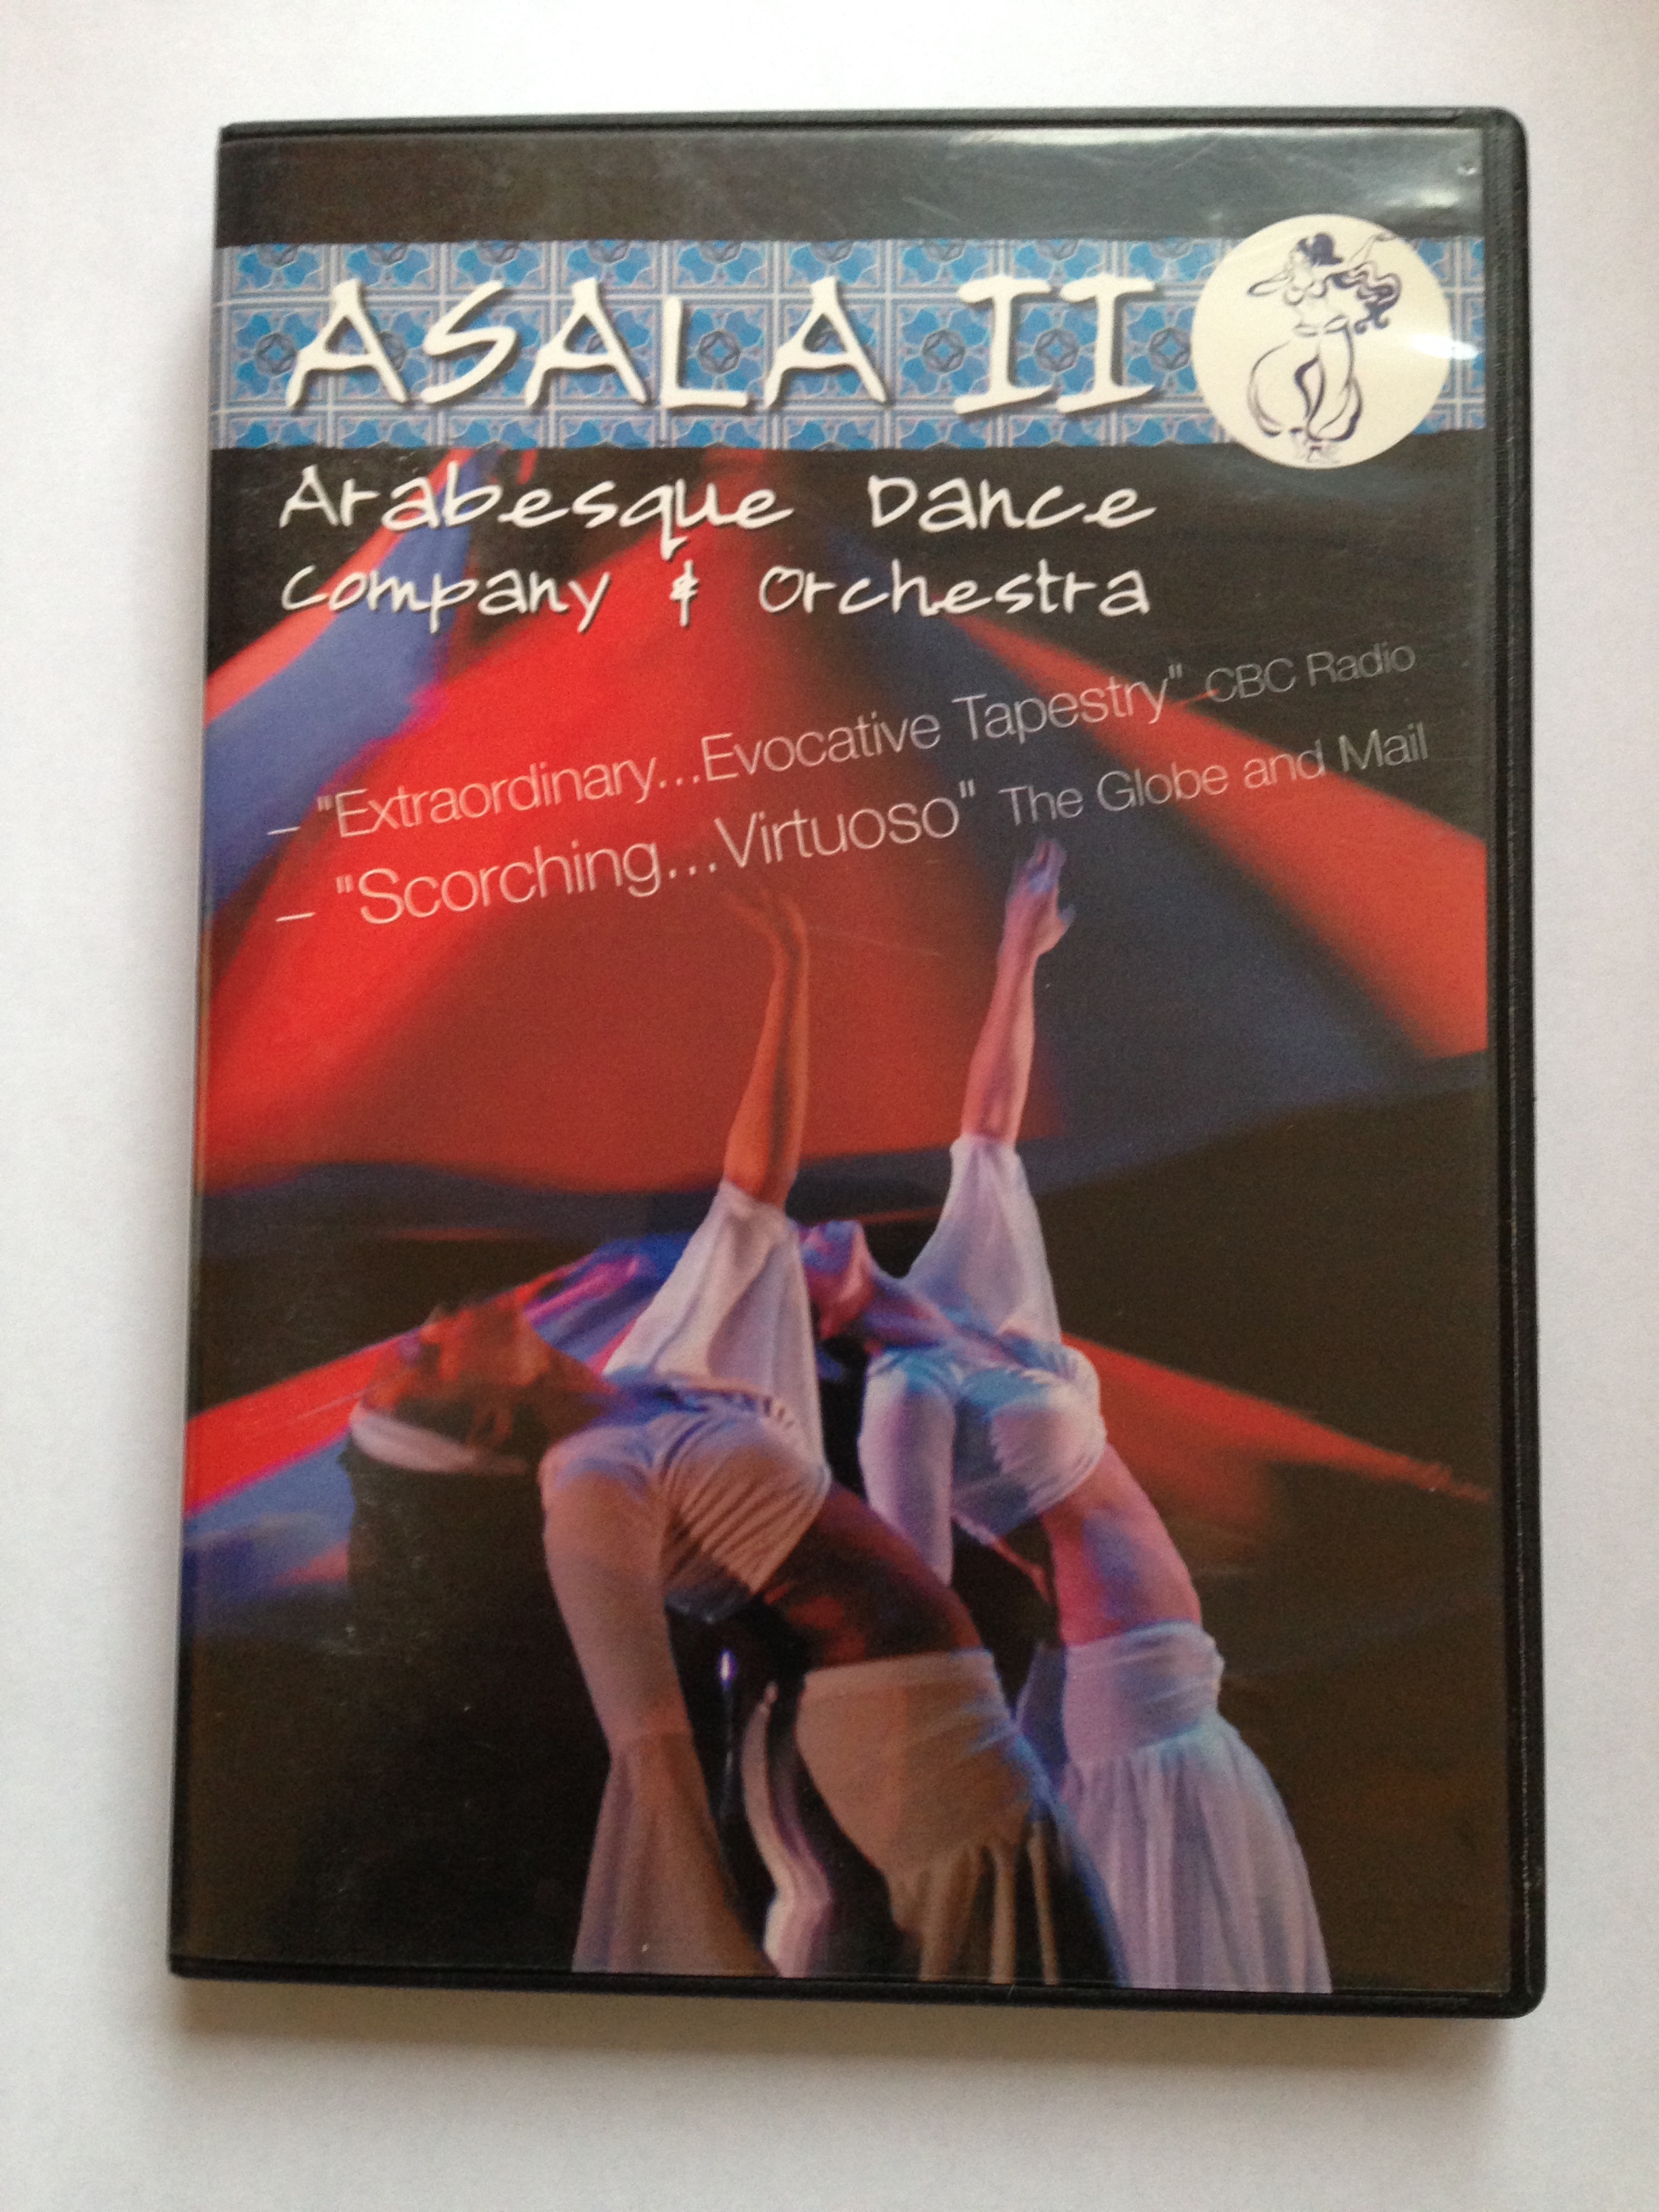 ASALA II
Arabesque Dance
Company & Orchestra
– "Extraordinary...Evocative Tapestry" CBC Radio
– "Scorching...Virtuoso" The Globe and Mail